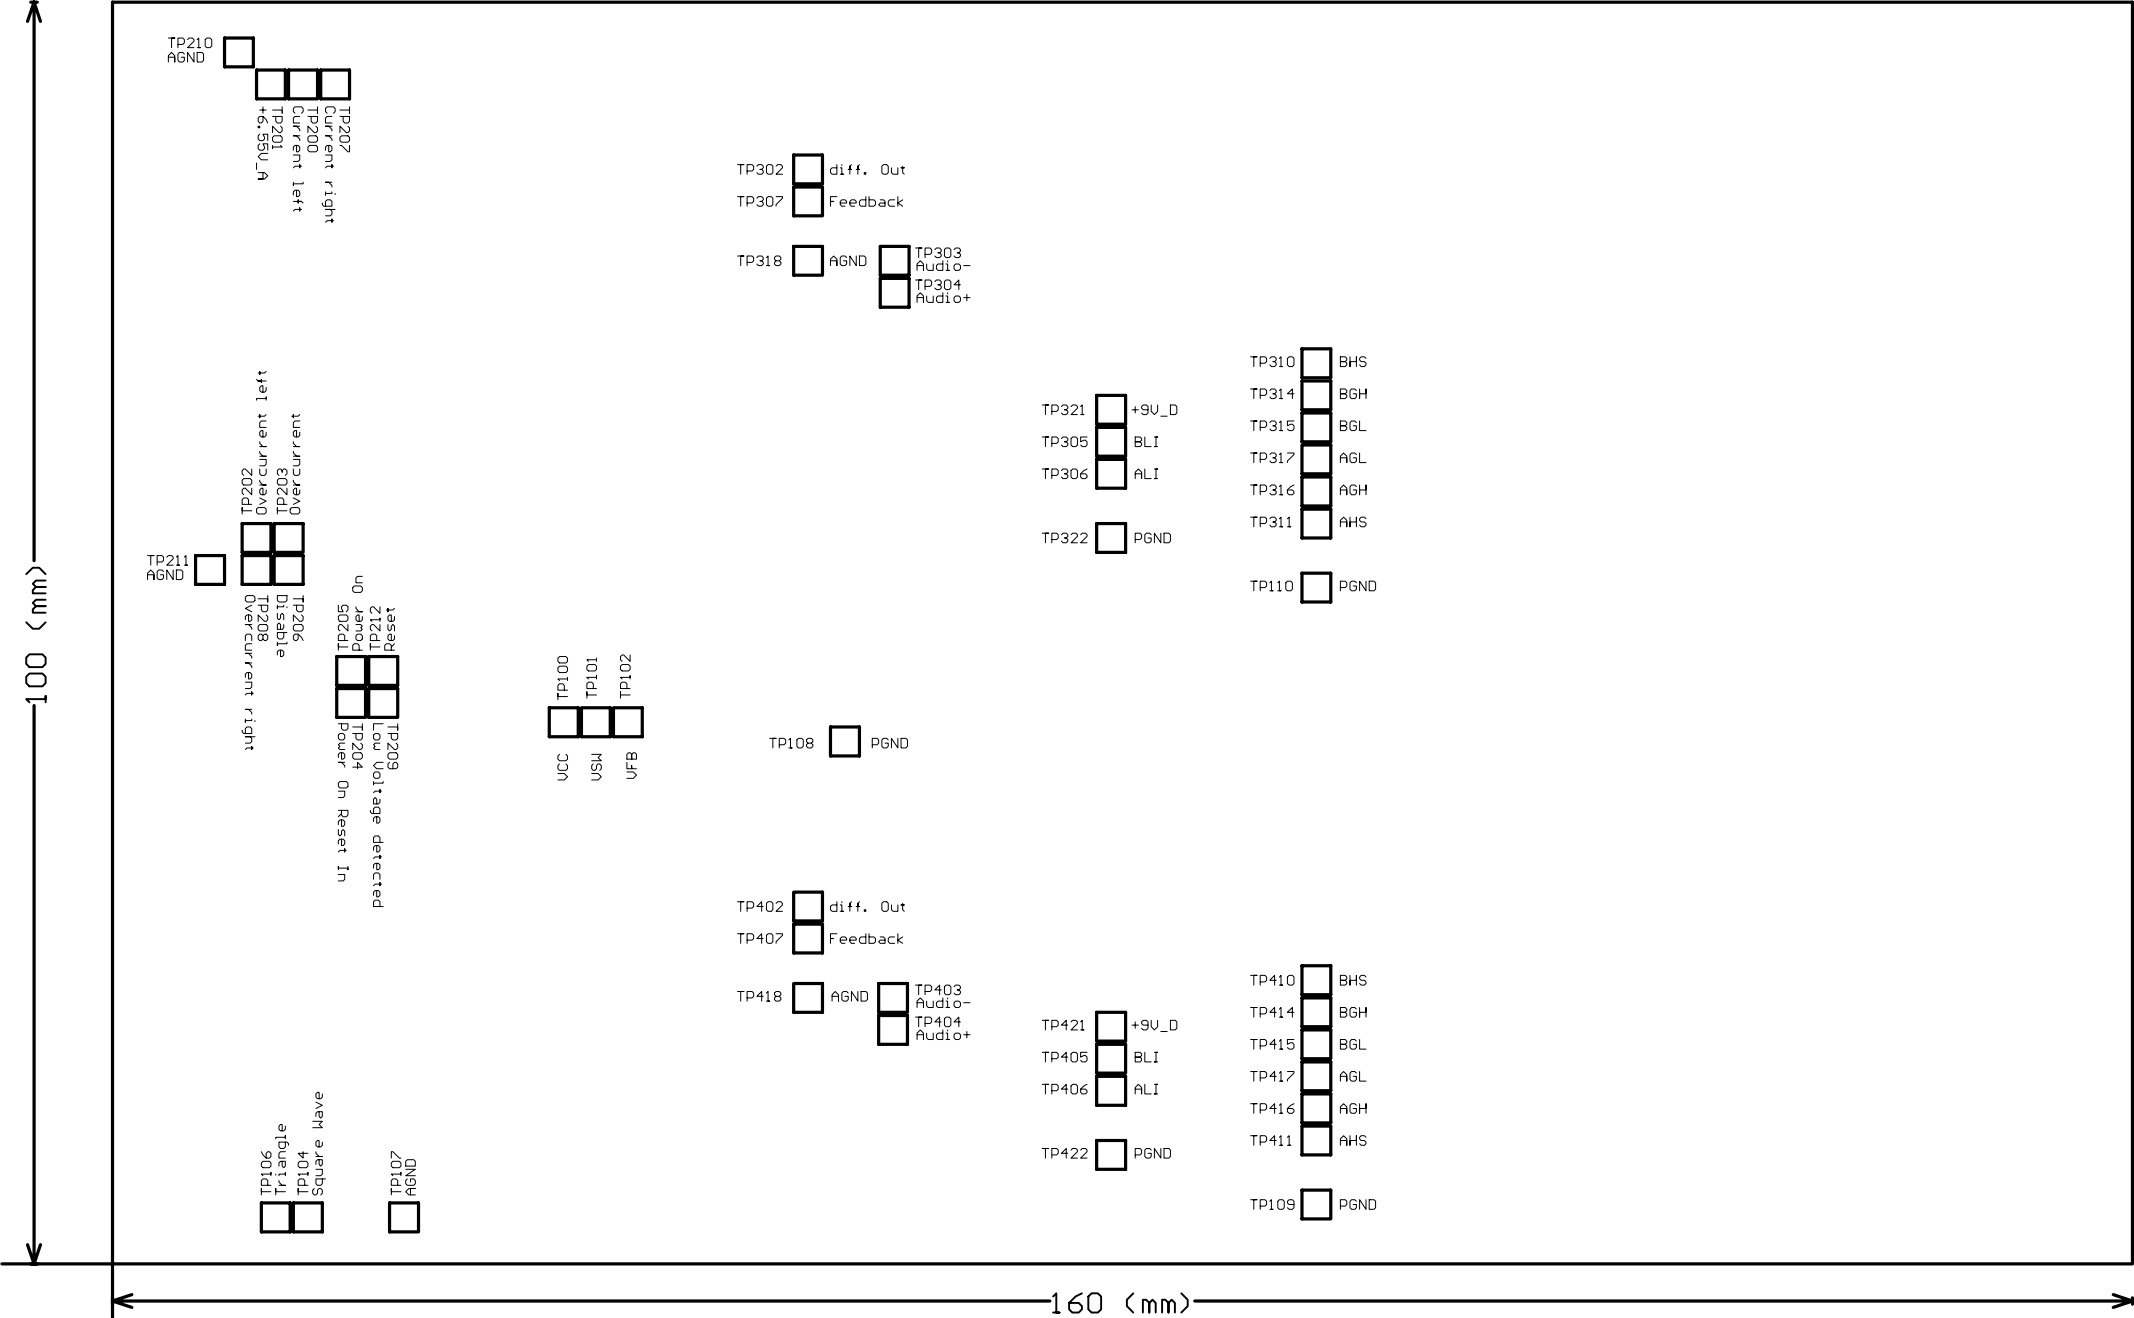 TP210
AGND
TP201
+6.55V_A
TP200
Current left
TP207
Current right
TP302 diff. Out
TP307 Feedback
TP318 AGND
TP303
Audio-
TP304
Audio+
TP310 BHS
TP314 BGH
TP315 BGL
TP317 AGL
TP316 AGH
TP311 AHS
TP110 PGND
TP321 +9V_D
TP305 BLI
TP306 ALI
TP322 PGND
TP202
Overcurrent left
TP203
Overcurrent
TP211
AGND
TP208
Overcurrent right
TP206
Disable
TP205
Power On
TP212
Reset
TP204
Power On Reset In
TP209
Low Voltage detected
TP100
VCC
TP101
VSW
TP102
VFB
TP108 PGND
TP402 diff. Out
TP407 Feedback
TP418 AGND
TP403
Audio-
TP404
Audio+
TP421 +9V_D
TP405 BLI
TP406 ALI
TP422 PGND
TP410 BHS
TP414 BGH
TP415 BGL
TP417 AGL
TP416 AGH
TP411 AHS
TP109 PGND
TP106
Triangle
TP104
Square Wave
TP107
AGND
100 (mm)
160 (mm)